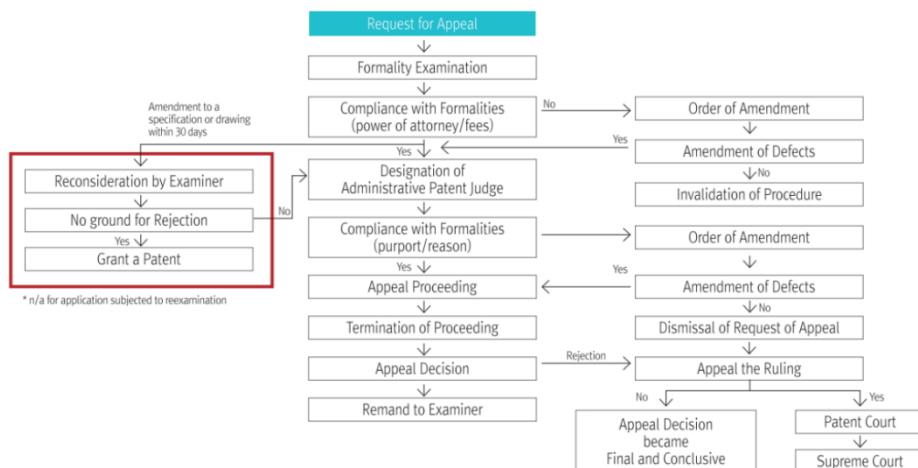 Request for Appeal
Formality Examination
Compliance with Formalities
(power of attorney/fees)
No
Order of Amendment
Amendment to a
specification or drawing
within 30 days
Yes
Yes
Amendment of Defects
No
Invalidation of Procedure
Reconsideration by Examiner
No ground for Rejection
Yes
Grant a Patent
No
* n/a for application subjected to reexamination
Designation of
Administrative Patent Judge
Compliance with Formalities
(purport/reason)
Order of Amendment
Yes
Yes
Appeal Proceeding
Amendment of Defects
No
Termination of Proceeding
Dismissal of Request of Appeal
Appeal Decision
Rejection
Appeal the Ruling
Remand to Examiner
No
Yes
Appeal Decision
became
Final and Conclusive
Patent Court
Supreme Court